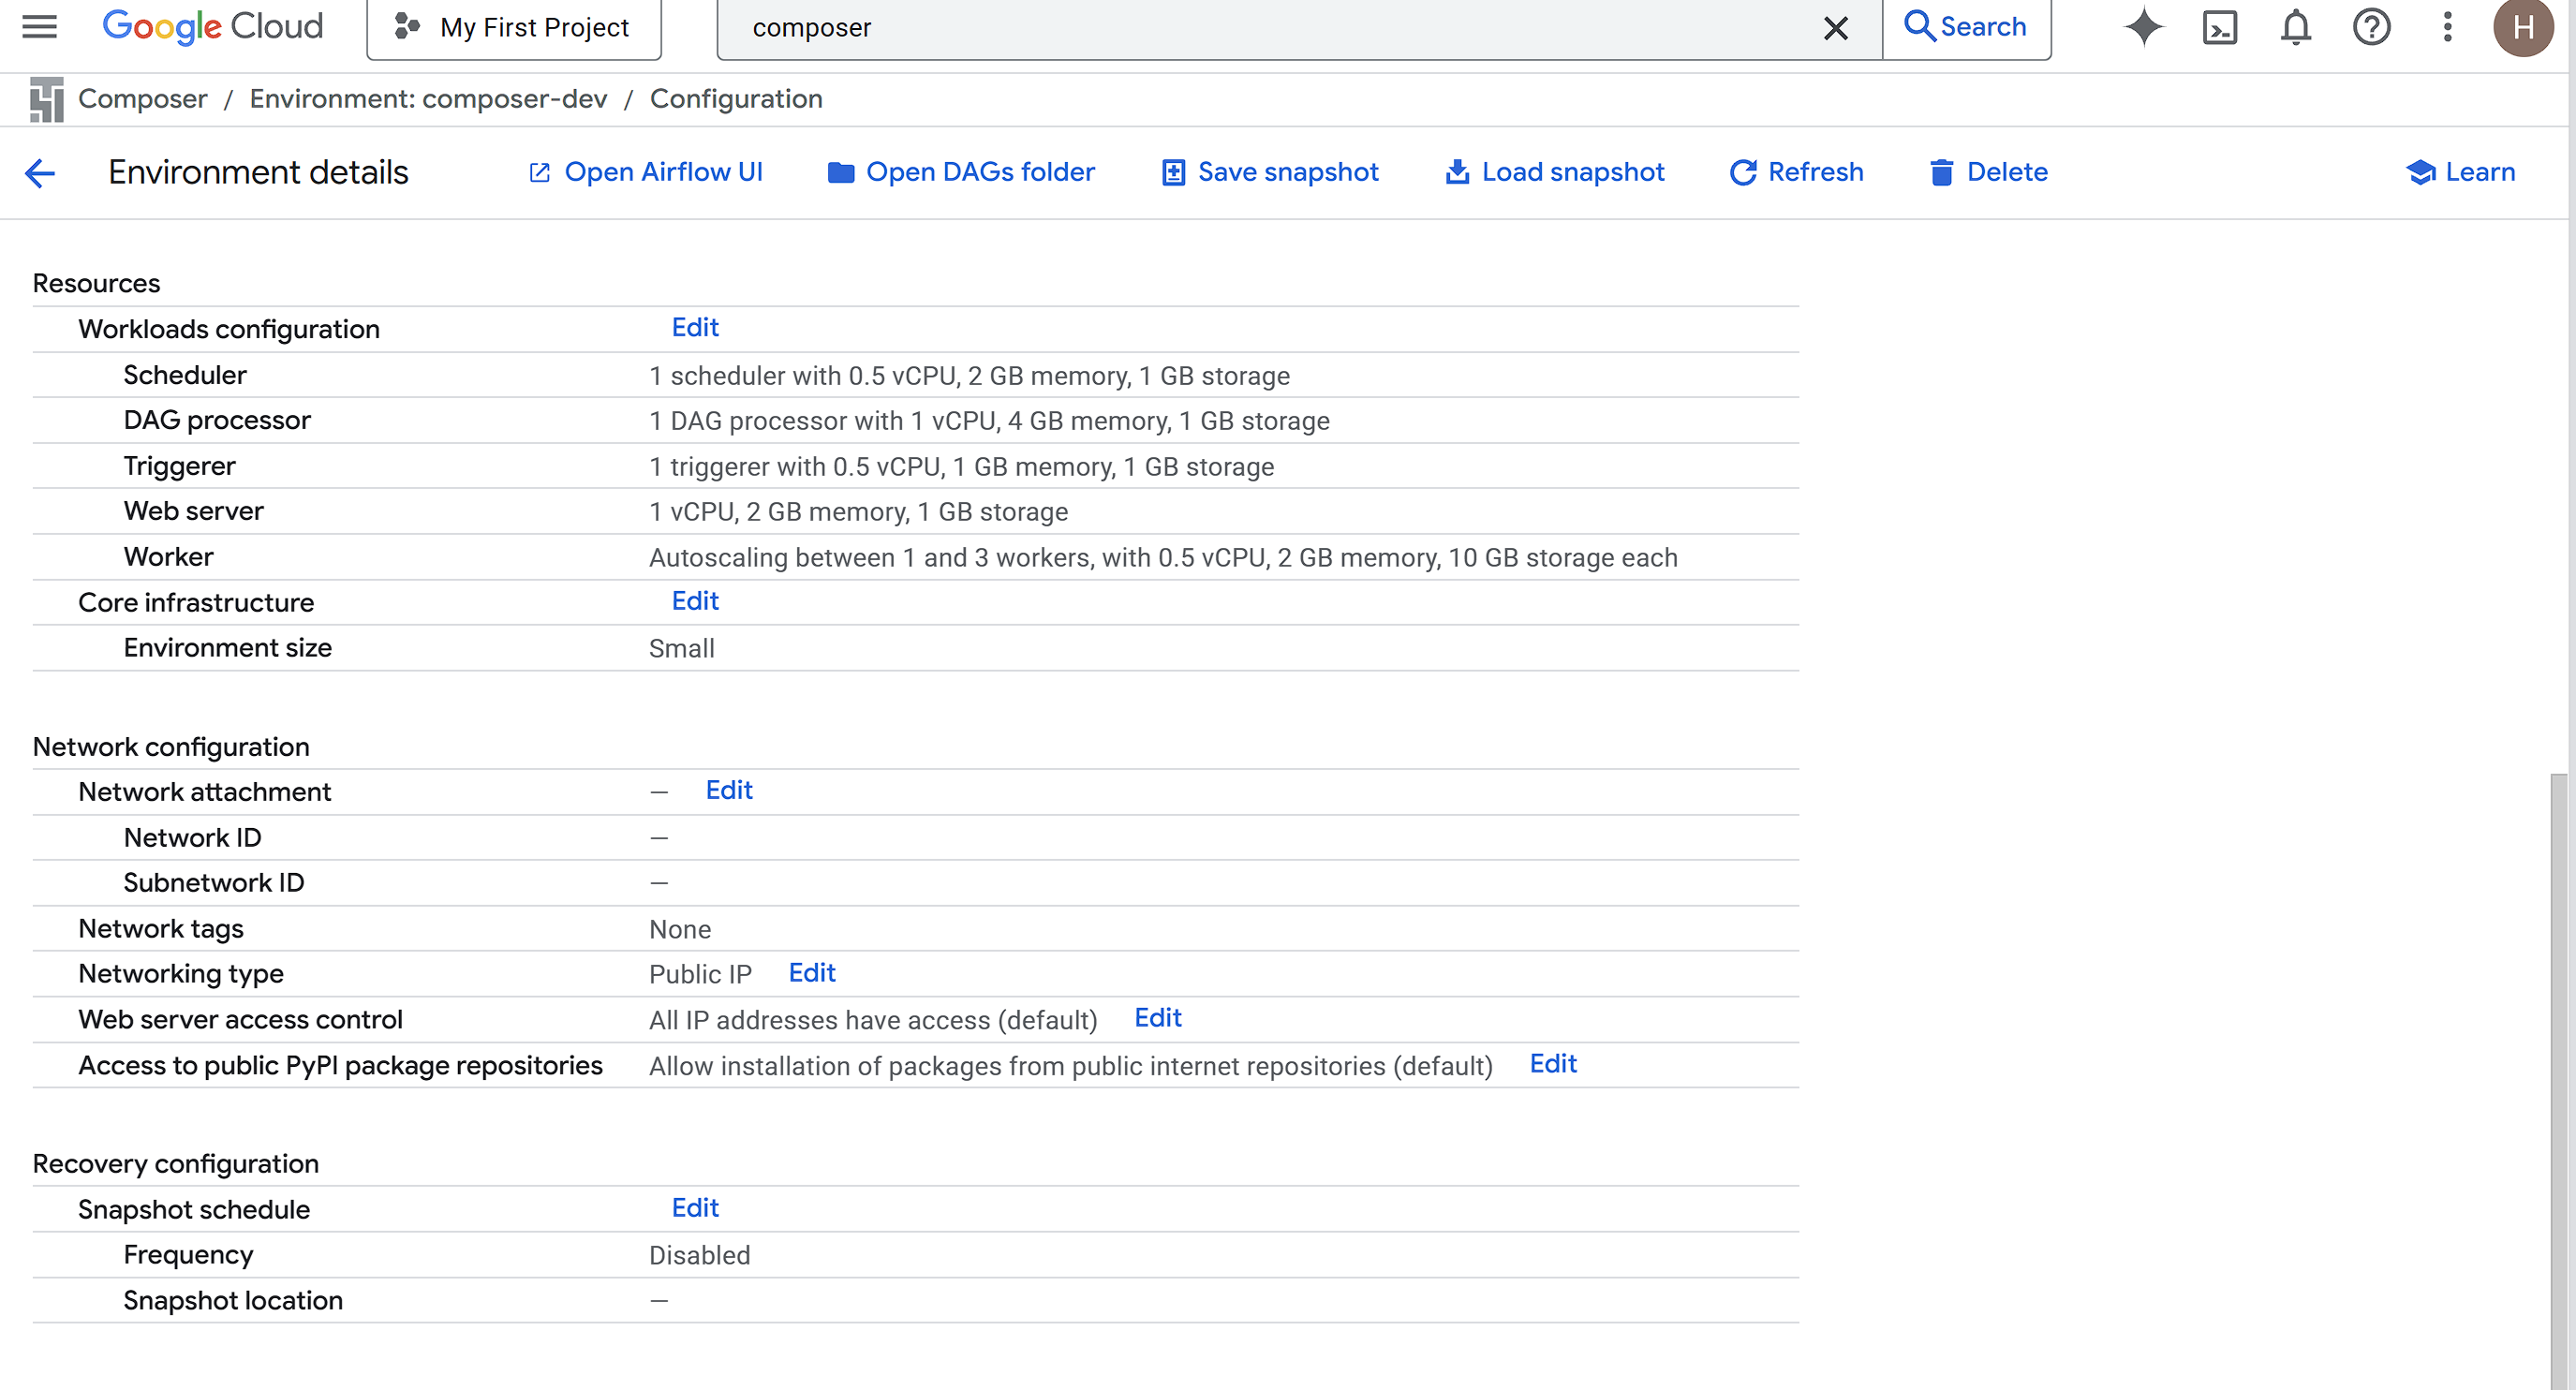 Google Cloud My First Project composer Search H
Composer / Environment: composer-dev / Configuration
Environment details Open Airflow UI Open DAGs folder Save snapshot Load snapshot Refresh Delete Learn
Resources
Workloads configuration Edit
Scheduler 1 scheduler with 0.5 vCPU, 2 GB memory, 1 GB storage
DAG processor 1 DAG processor with 1 vCPU, 4 GB memory, 1 GB storage
Triggerer 1 triggerer with 0.5 vCPU, 1 GB memory, 1 GB storage
Web server 1 vCPU, 2 GB memory, 1 GB storage
Worker Autoscaling between 1 and 3 workers, with 0.5 vCPU, 2 GB memory, 10 GB storage each
Core infrastructure Edit
Environment size Small
Network configuration
Network attachment — Edit
Network ID —
Subnetwork ID —
Network tags None
Networking type Public IP Edit
Web server access control All IP addresses have access (default) Edit
Access to public PyPI package repositories Allow installation of packages from public internet repositories (default) Edit
Recovery configuration
Snapshot schedule Edit
Frequency Disabled
Snapshot location —